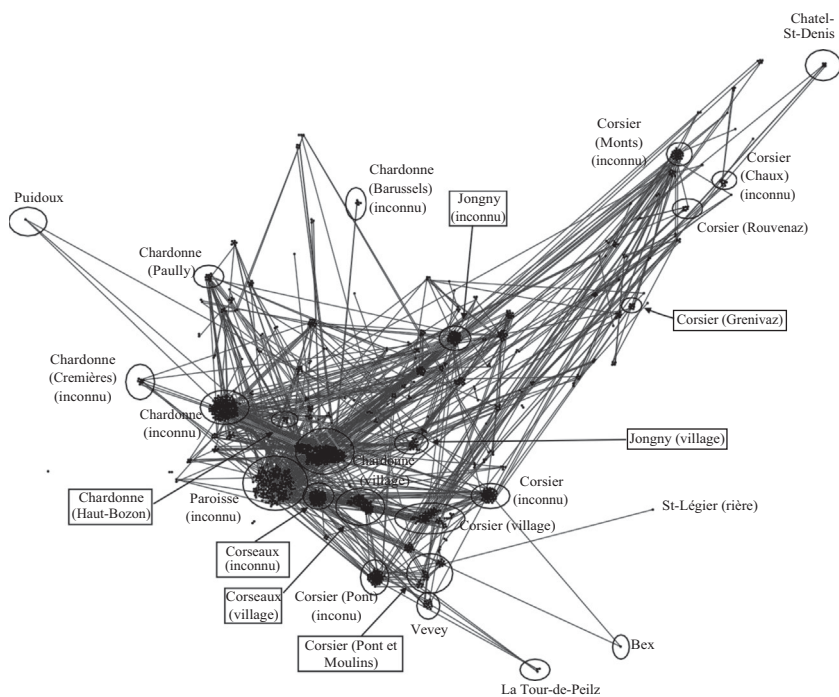 Chatel-
St-Denis
Corsier
(Monts)
(inconnu)
Corsier
(Chaux)
(inconnu)
Chardonne
(Barussels)
(inconnu)
Jongny
(inconnu)
Puidoux
Corsier (Rouvenaz)
Chardonne
(Paully)
Corsier (Grenivaz)
Chardonne
(Cremières)
(inconnu)
Chardonne
(inconnu)
Jongny (village)
Chardonne
(village)
Corsier
(inconnu)
Chardonne
(Haut-Bozon)
Paroisse
(inconnu)
St-Légier (rière)
Corsier (village)
Corseaux
(inconnu)
Corseaux
(village)
Corsier (Pont)
(inconu)
Vevey
Corsier (Pont et
Moulins)
Bex
La Tour-de-Peilz